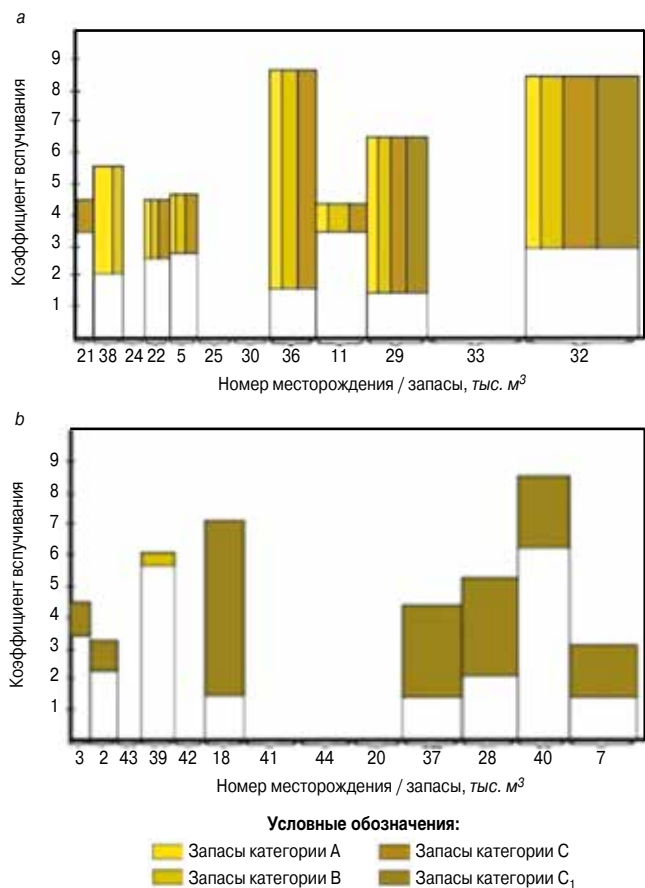 a
Коэффициент вспучивания
9
8
7
6
5
4
3
2
1
21 38 24 22 5 25 30 36 11 29 33 32
Номер месторождения / запасы, тыс. м³
b
Коэффициент вспучивания
9
8
7
6
5
4
3
2
1
3 2 43 39 42 18 41 44 20 37 28 40 7
Номер месторождения / запасы, тыс. м³
Условные обозначения:
Запасы категории А Запасы категории С
Запасы категории В Запасы категории С₁